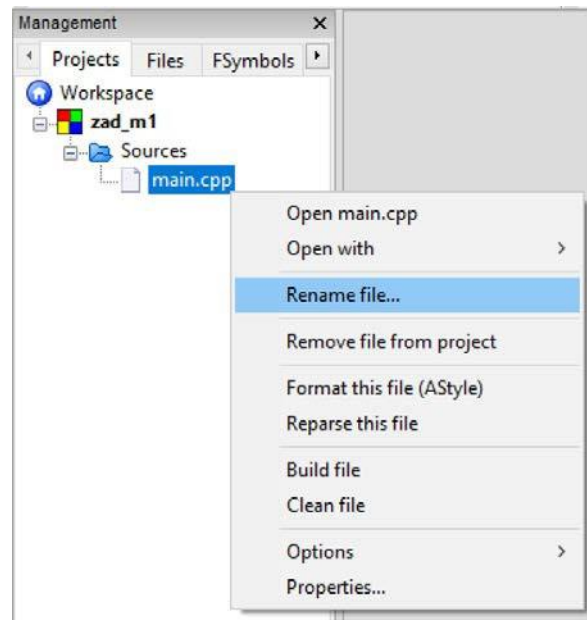 Management
Projects Files FSymbols
Workspace
zad_m1
Sources
main.cpp
Open main.cpp
Open with
Rename file...
Remove file from project
Format this file (AStyle)
Reparse this file
Build file
Clean file
Options
Properties...